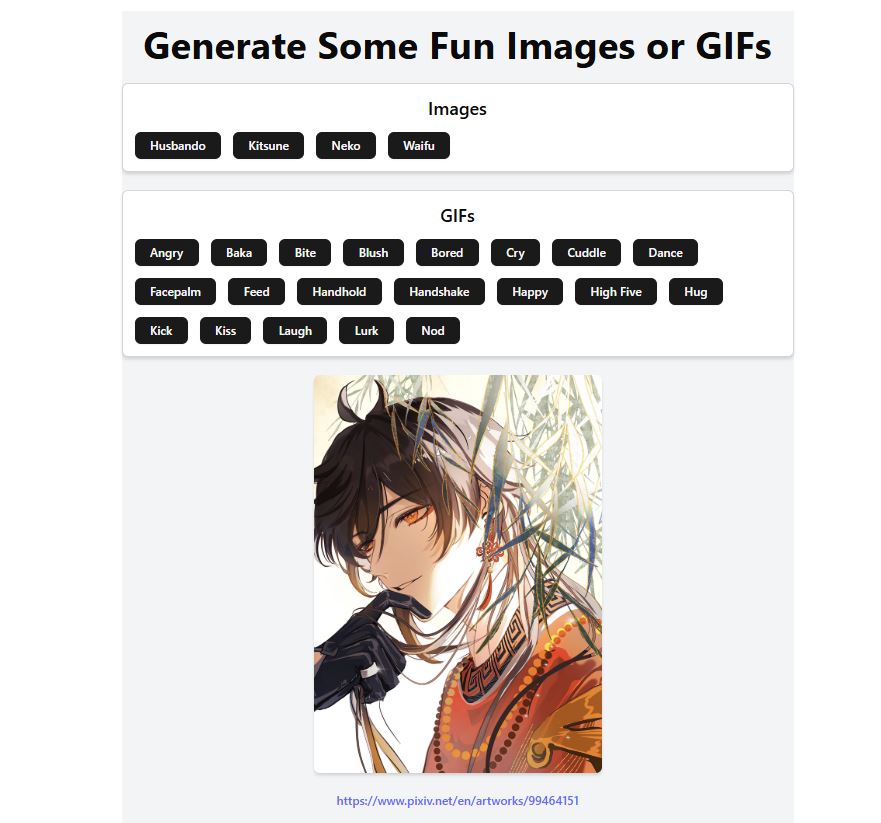 Generate Some Fun Images or GIFs
Images
Husbando Kitsune Neko Waifu
GIFs
Angry Baka Bite Blush Bored Cry Cuddle Dance
Facepalm Feed Handhold Handshake Happy High Five Hug
Kick Kiss Laugh Lurk Nod
https://www.pixiv.net/en/artworks/99464151